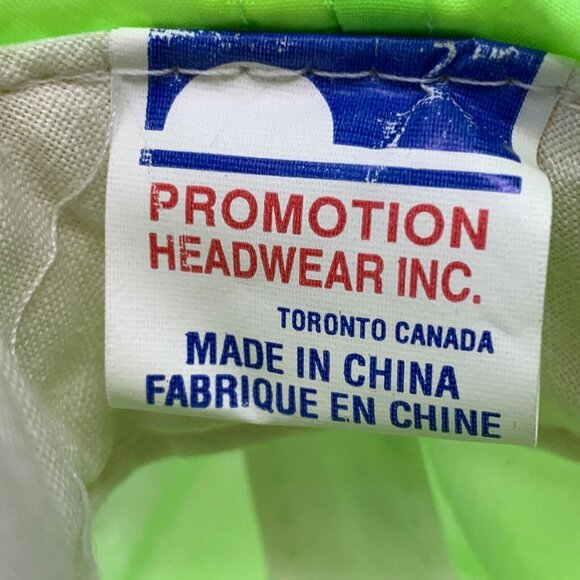 PROMOTION
HEADWEAR INC.
TORONTO CANADA
MADE IN CHINA
FABRIQUE EN CHINE